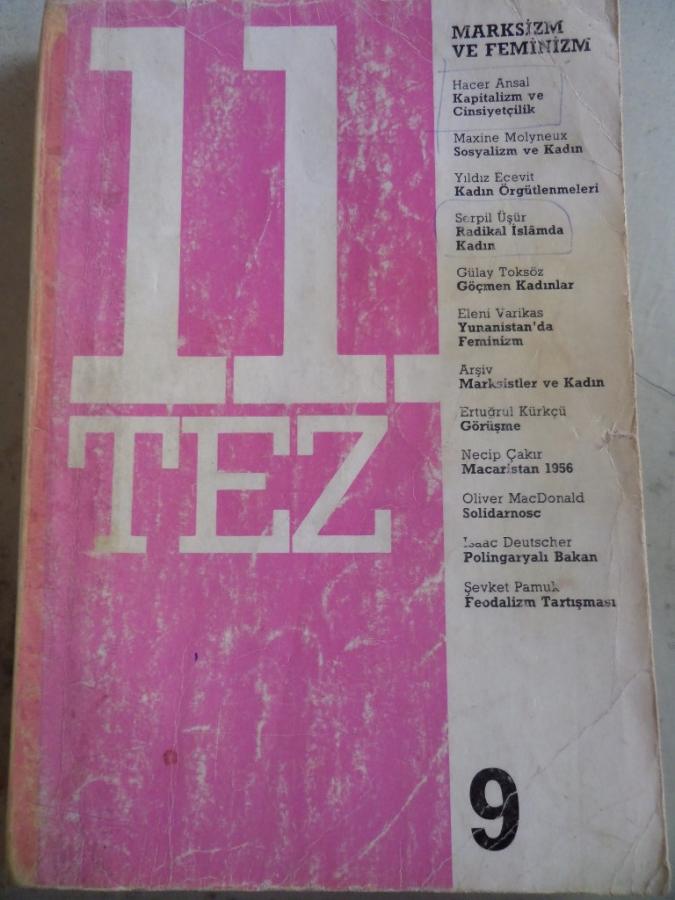 11.
TEZ
MARKSİZM
VE FEMİNİZM
Hacer Ansal
Kapitalizm ve
Cinsiyetçilik
Maxine Molyneux
Sosyalizm ve Kadın
Yıldız Ecevit
Kadın Örgütlenmeleri
Serpil Üşür
Radikal İslâmda
Kadın
Gülay Toksöz
Göçmen Kadınlar
Eleni Varikas
Yunanistan'da
Feminizm
Arşiv
Marksistler ve Kadın
Ertuğrul Kürkçü
Görüşme
Necip Çakır
Macaristan 1956
Oliver MacDonald
Solidarnosc
Isaac Deutscher
Polingaryalı Bakan
Şevket Pamuk
Feodalizm Tartışması
9